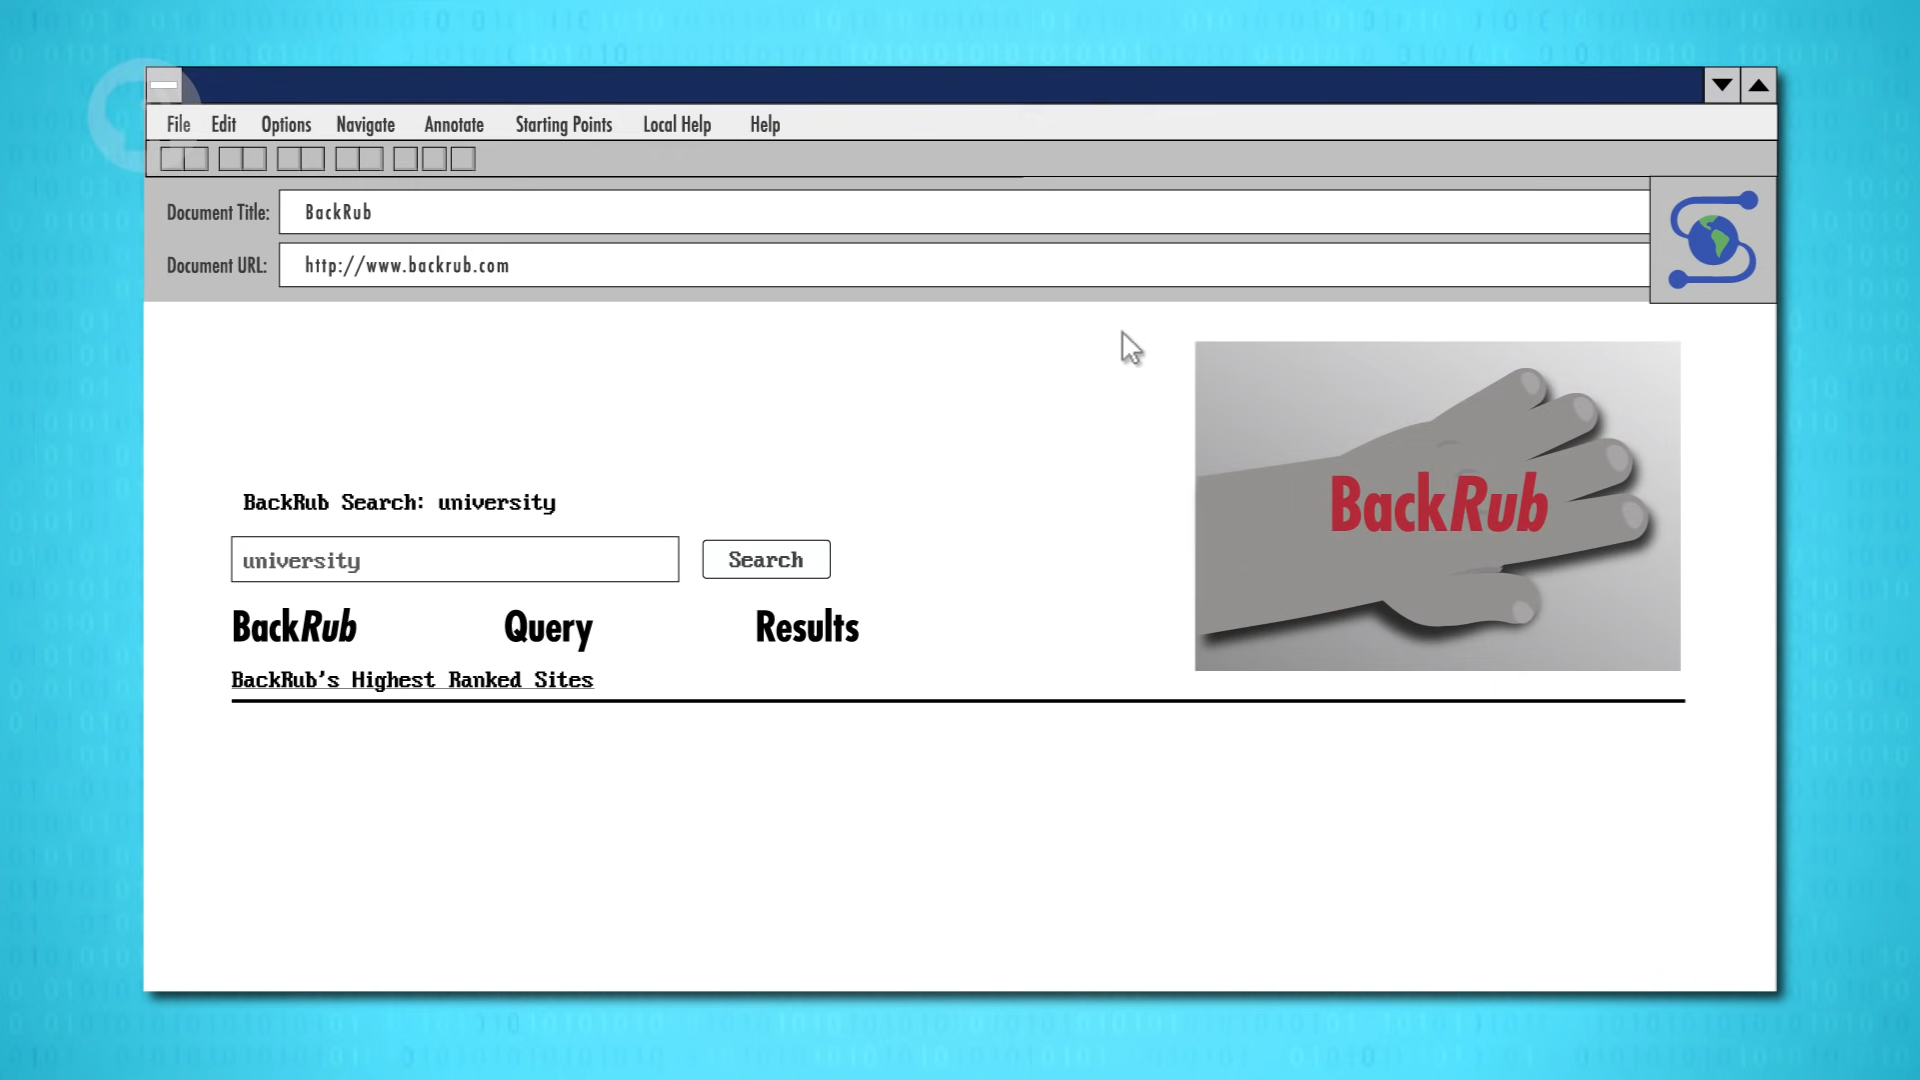 File Edit Options Navigate Annotate Starting Points Local Help Help
Document Title: BackRub
Document URL: http://www.backrub.com
BackRub
BackRub Search: university
university Search
BackRub Query Results
BackRub's Highest Ranked Sites